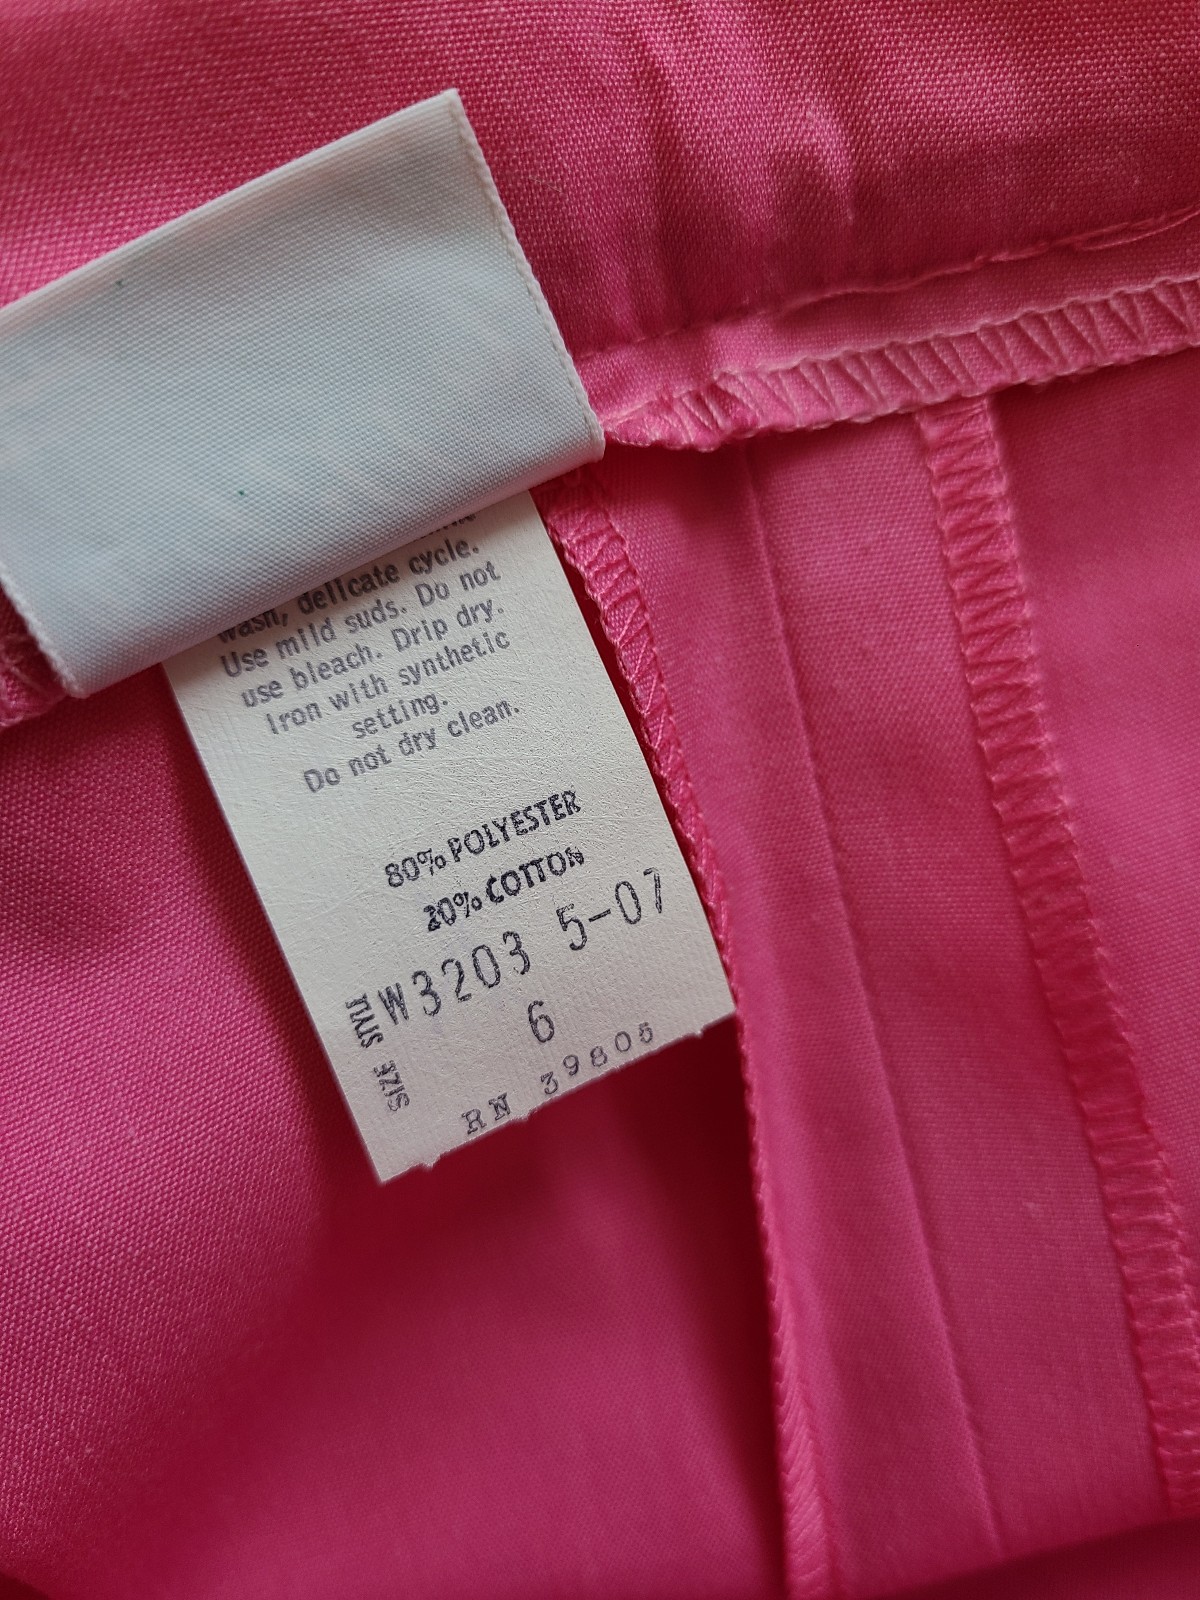 wash, delicate cycle.
Use mild suds. Do not
use bleach. Drip dry.
Iron with synthetic
setting.
Do not dry clean.
80% POLYESTER
20% COTTON
STYLE W3203 5-07
SIZE 6
RN 39805